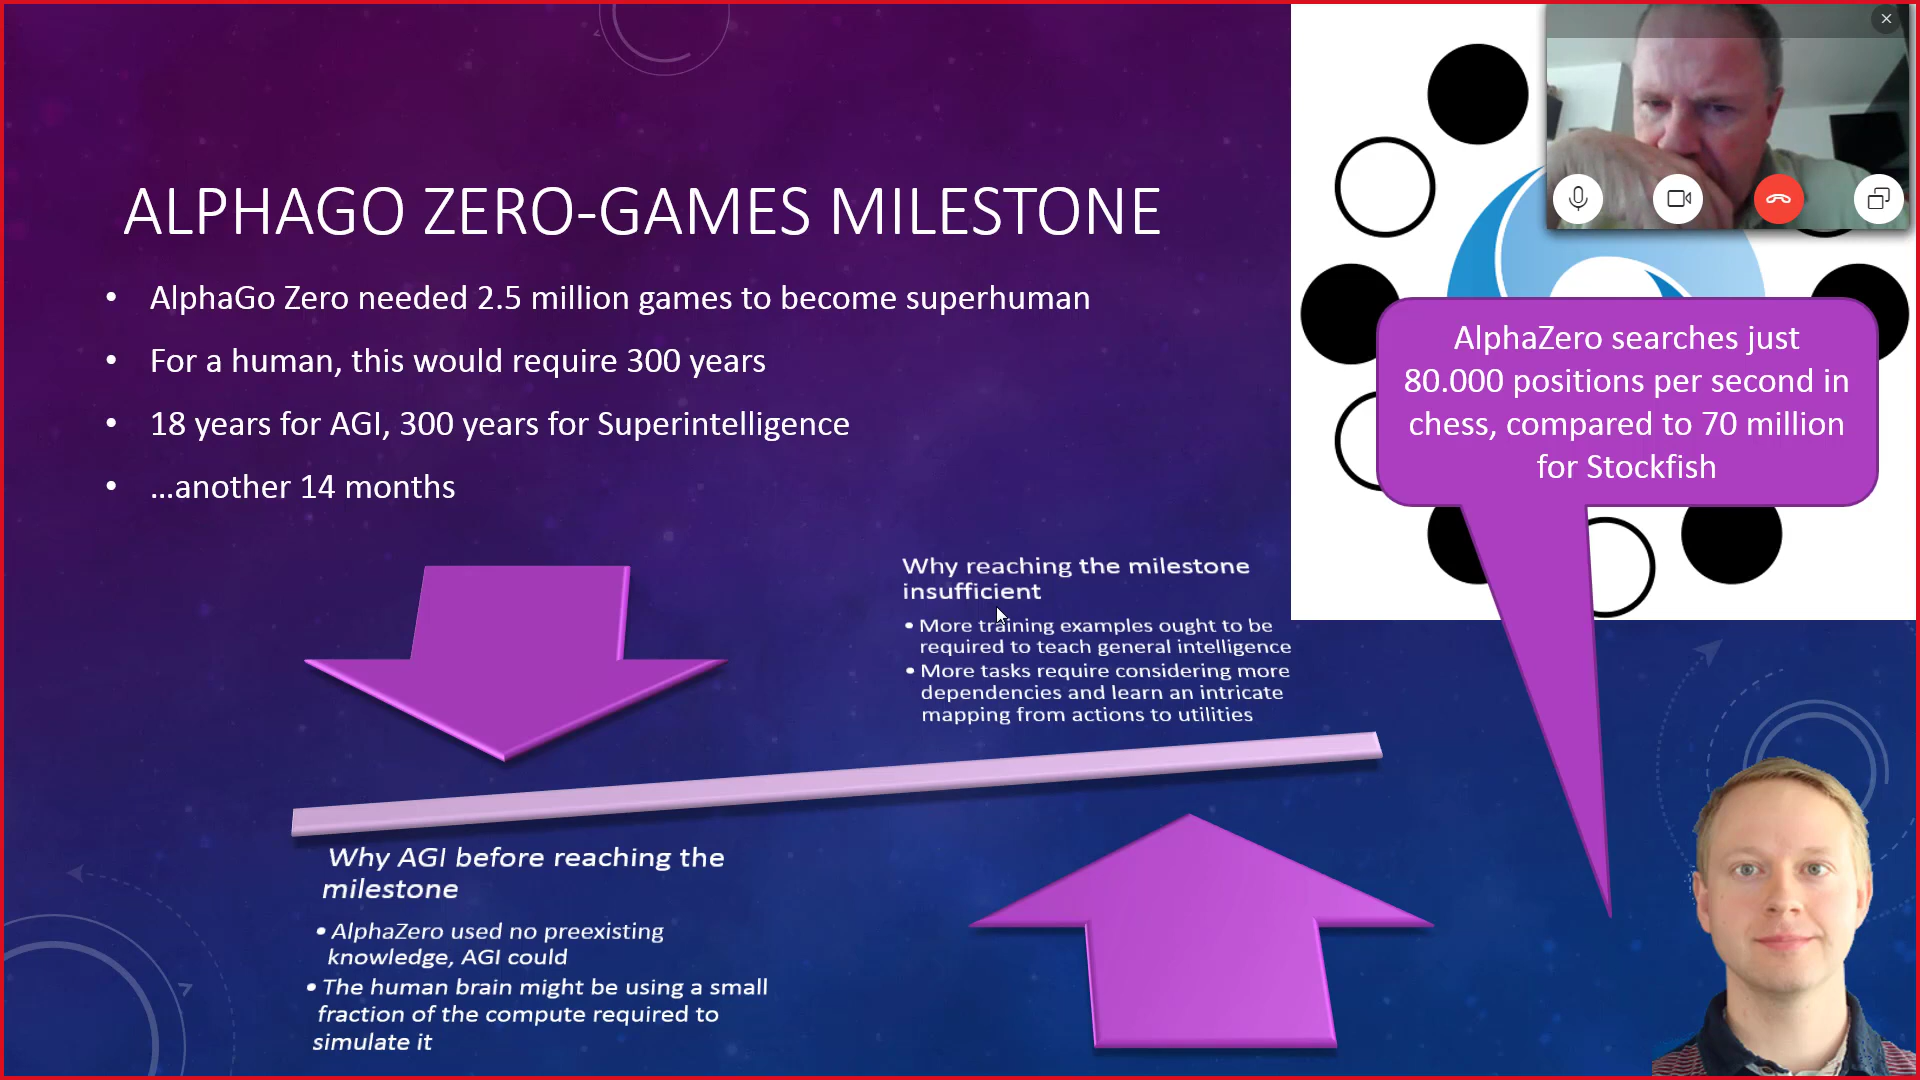 ALPHAGO ZERO-GAMES MILESTONE
• AlphaGo Zero needed 2.5 million games to become superhuman
• For a human, this would require 300 years
• 18 years for AGI, 300 years for Superintelligence
• …another 14 months
AlphaZero searches just
80.000 positions per second in
chess, compared to 70 million
for Stockfish
Why reaching the milestone
insufficient
• More training examples ought to be
required to teach general intelligence
• More tasks require considering more
dependencies and learn an intricate
mapping from actions to utilities
Why AGI before reaching the
milestone
• AlphaZero used no preexisting
knowledge, AGI could
• The human brain might be using a small
fraction of the compute required to
simulate it